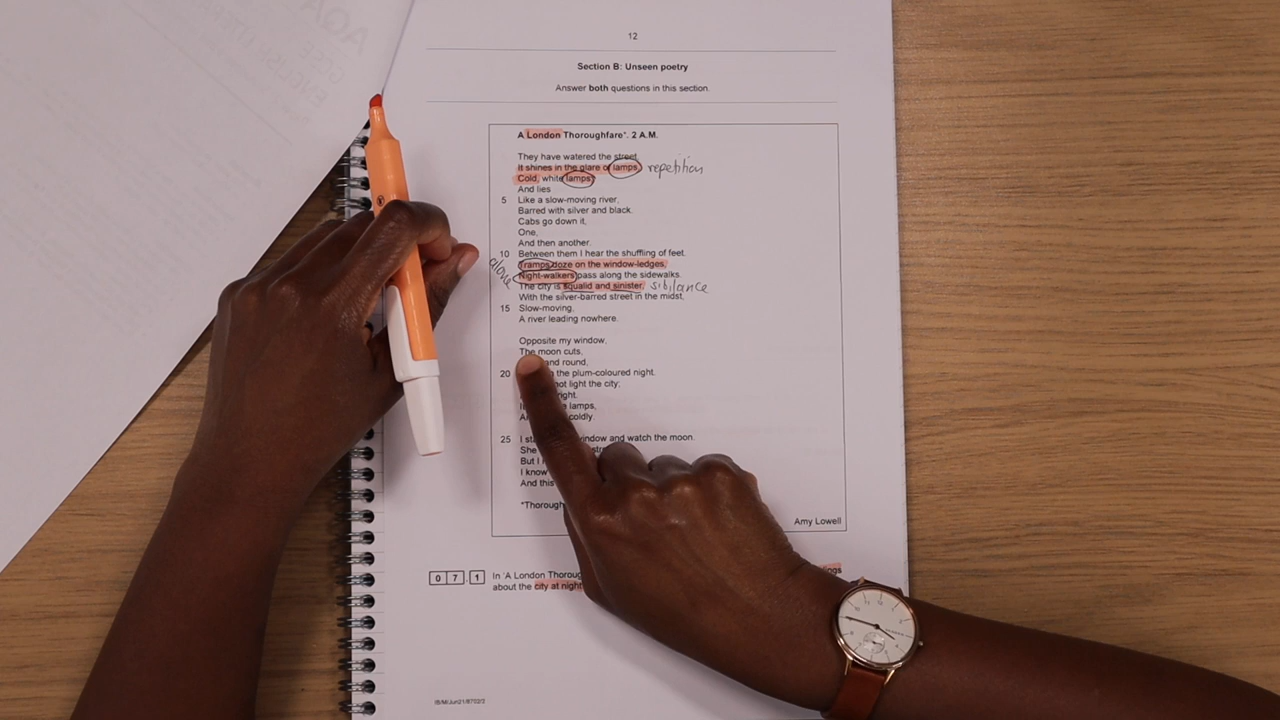 12
Section B: Unseen poetry
Answer both questions in this section.
A London Thoroughfare*. 2 A.M.
They have watered the street,
It shines in the glare of lamps, repetition
Cold, white lamps,
And lies
5 Like a slow-moving river,
Barred with silver and black.
Cabs go down it,
One,
And then another.
10 Between them I hear the shuffling of feet.
Tramps doze on the window-ledges,
alone
Night-walkers pass along the sidewalks.
The city is squalid and sinister, sibilance
With the silver-barred street in the midst,
15 Slow-moving,
A river leading nowhere.
Opposite my window,
The moon cuts,
and round,
20 the plum-coloured night.
not light the city;
lamps,
coldly.
25 I window and watch the moon.
She
But I
I know
And this
*Thorough
Amy Lowell
0 7 . 1 In 'A London Thoroug
about the city at night
IB/M/Jun21/8702/2